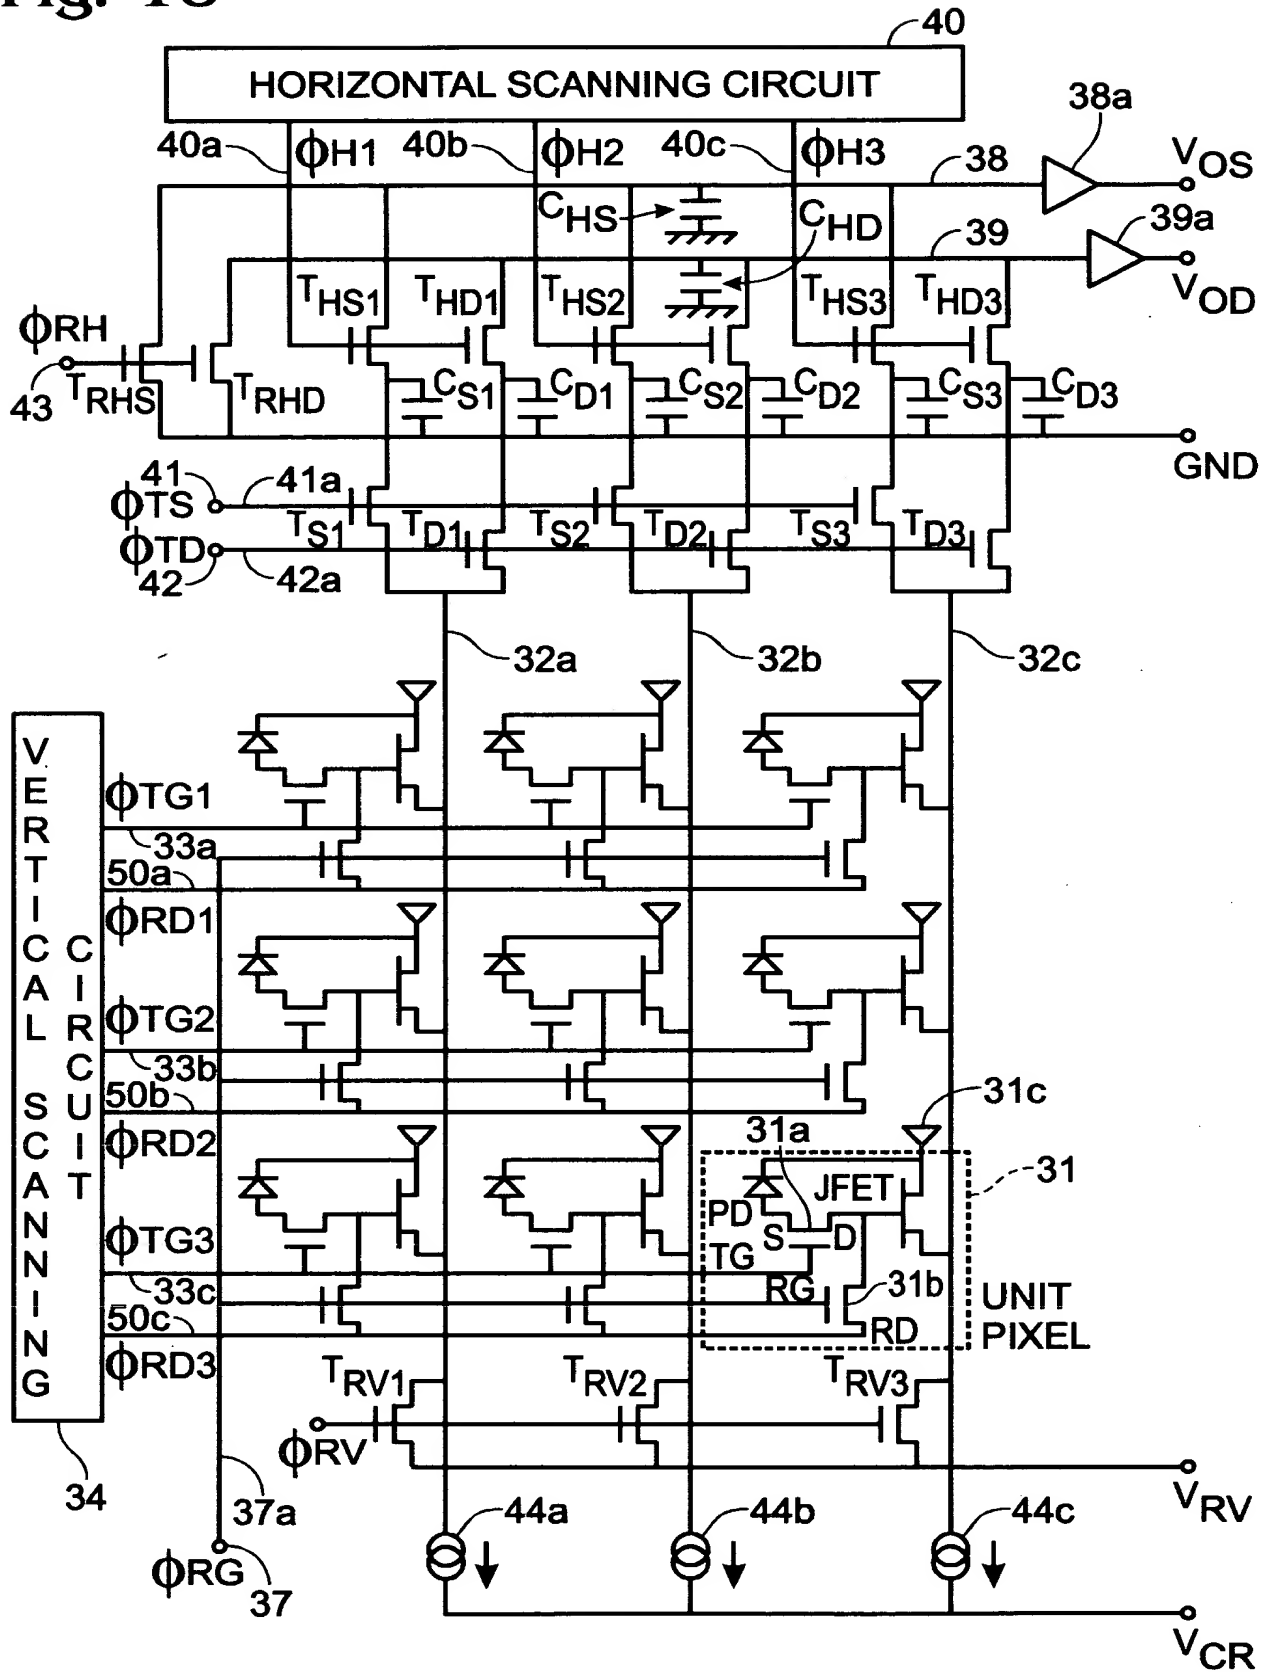 40
HORIZONTAL SCANNING CIRCUIT
38a
40a ϕH1 40b ϕH2 40c ϕH3 38 VOS
CHS CHD 39 39a
THS1 THD1 THS2 THS3 THD3 VOD
ϕRH
43 TRHS TRHD CS1 CD1 CS2 CD2 CS3 CD3
GND
41 41a
ϕTS
TS1 TD1 TS2 TD2 TS3 TD3
ϕTD
42 42a
32a 32b 32c
VERTICAL SCANNING CIRCUIT
ϕTG1
33a
50a
ϕRD1
ϕTG2
33b
50b 31c
ϕRD2 31a
31
JFET
PD
ϕTG3 S D
TG
33c RG 31b UNIT
50c RD PIXEL
ϕRD3 TRV1 TRV2 TRV3
ϕRV
34 37a VRV
44a 44b 44c
ϕRG 37
VCR